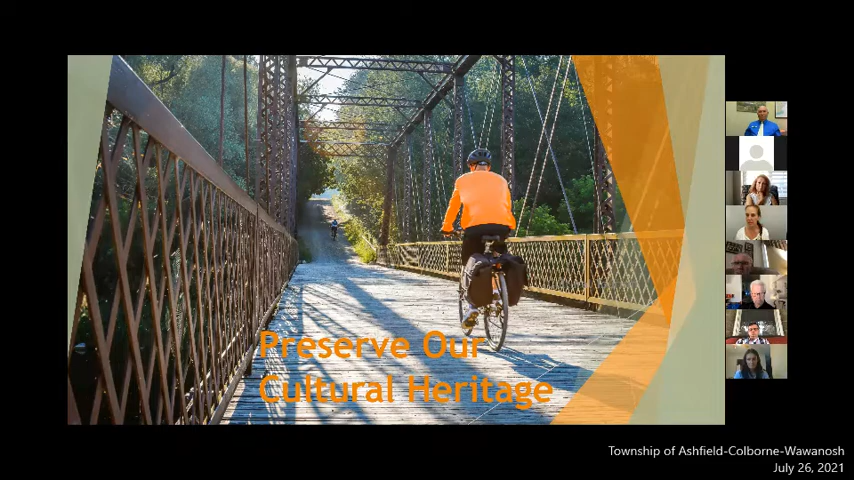 Preserve Our
Cultural Heritage
Township of Ashfield-Colborne-Wawanosh
July 26, 2021